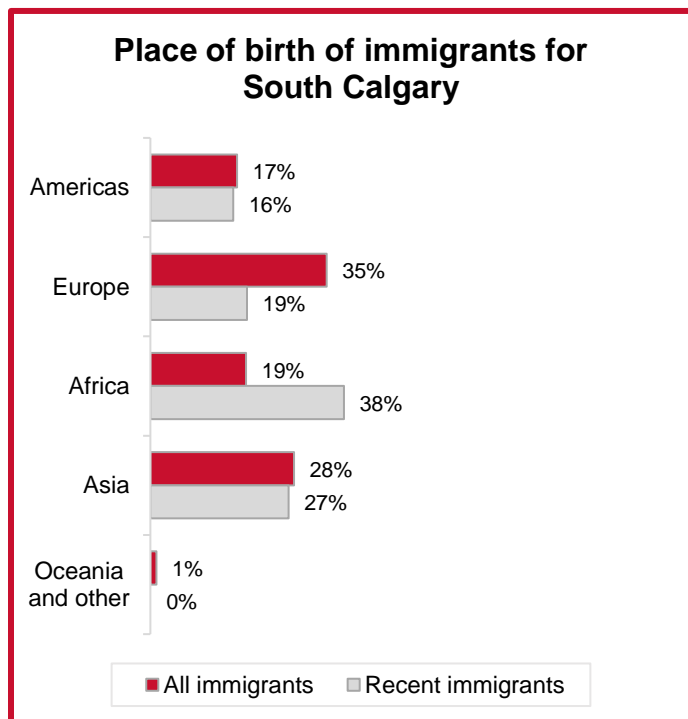 Place of birth of immigrants for
South Calgary
Americas
17%
16%
Europe
35%
19%
Africa
19%
38%
Asia
28%
27%
Oceania
and other
1%
0%
All immigrants Recent immigrants